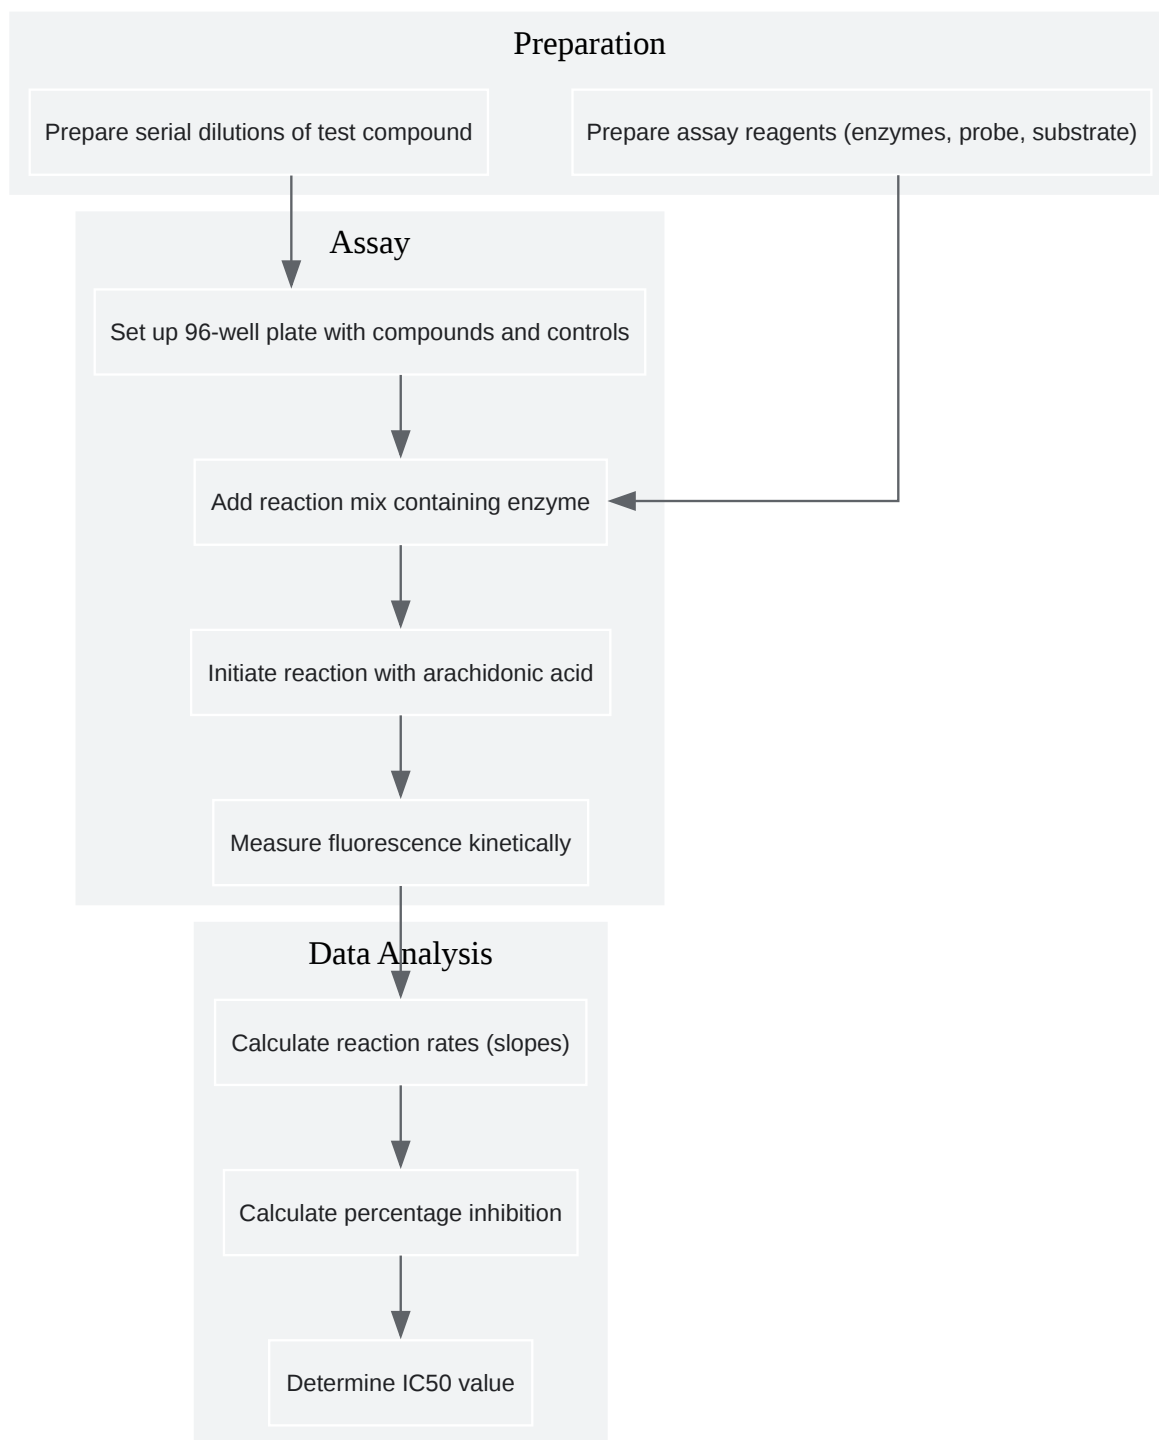 Preparation
Prepare serial dilutions of test compound
Prepare assay reagents (enzymes, probe, substrate)
Assay
Set up 96-well plate with compounds and controls
Add reaction mix containing enzyme
Initiate reaction with arachidonic acid
Measure fluorescence kinetically
Data Analysis
Calculate reaction rates (slopes)
Calculate percentage inhibition
Determine IC50 value